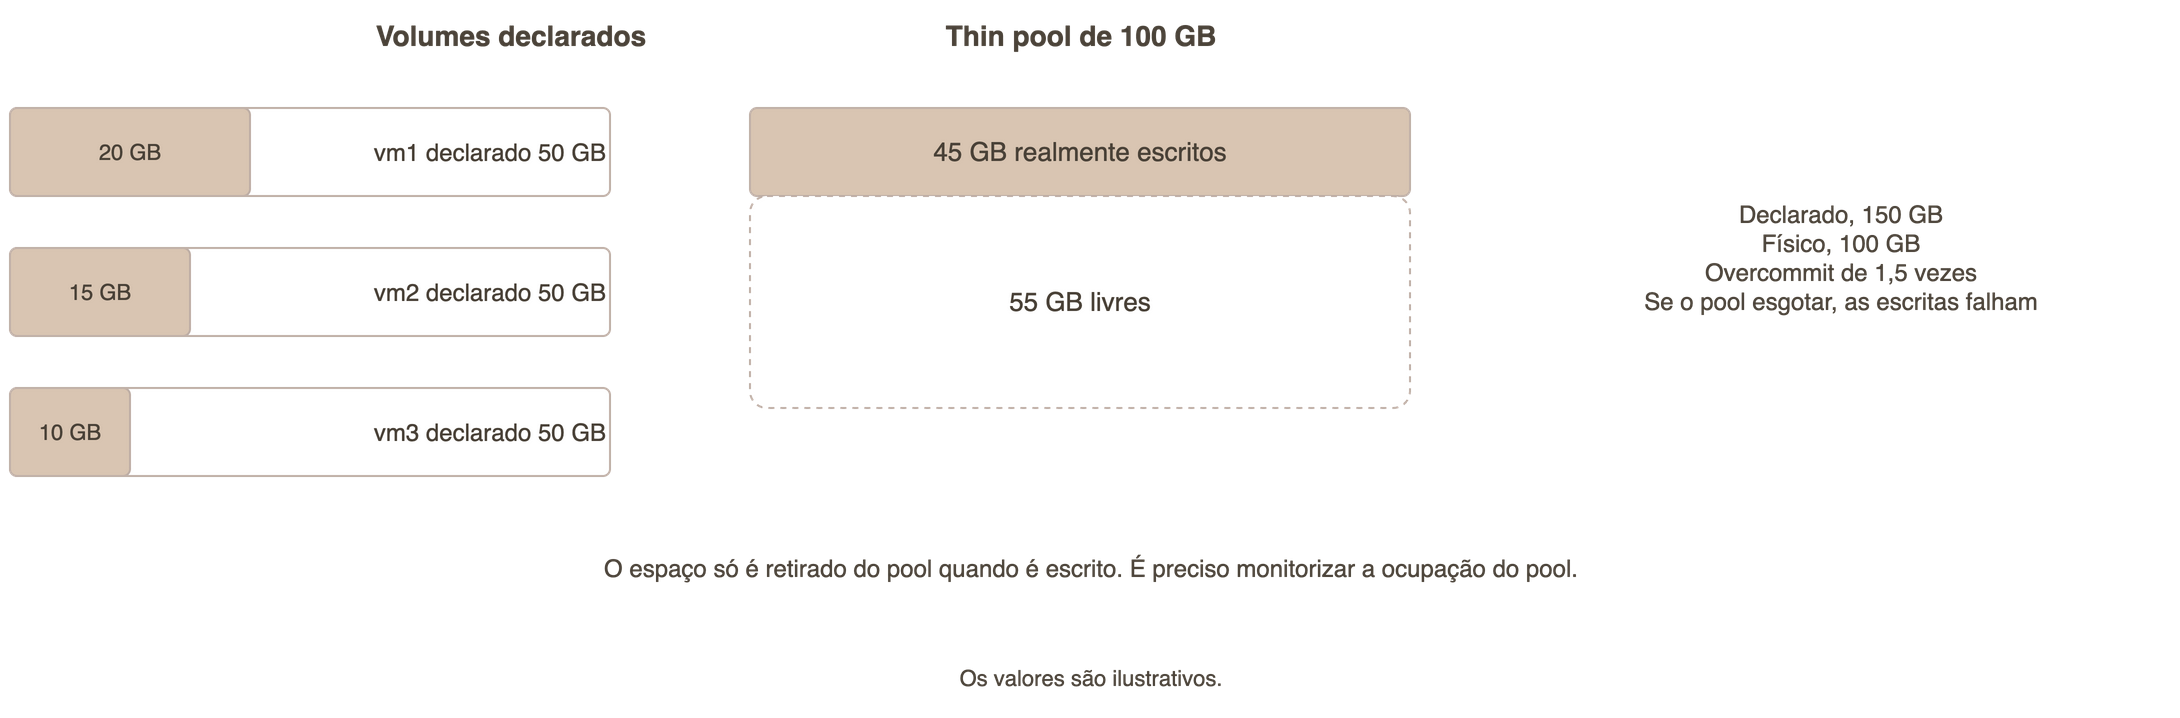 Volumes declarados
Thin pool de 100 GB
20 GB
vm1 declarado 50 GB
15 GB
vm2 declarado 50 GB
10 GB
vm3 declarado 50 GB
45 GB realmente escritos
55 GB livres
Declarado, 150 GB
Físico, 100 GB
Overcommit de 1,5 vezes
Se o pool esgotar, as escritas falham
O espaço só é retirado do pool quando é escrito. É preciso monitorizar a ocupação do pool.
Os valores são ilustrativos.